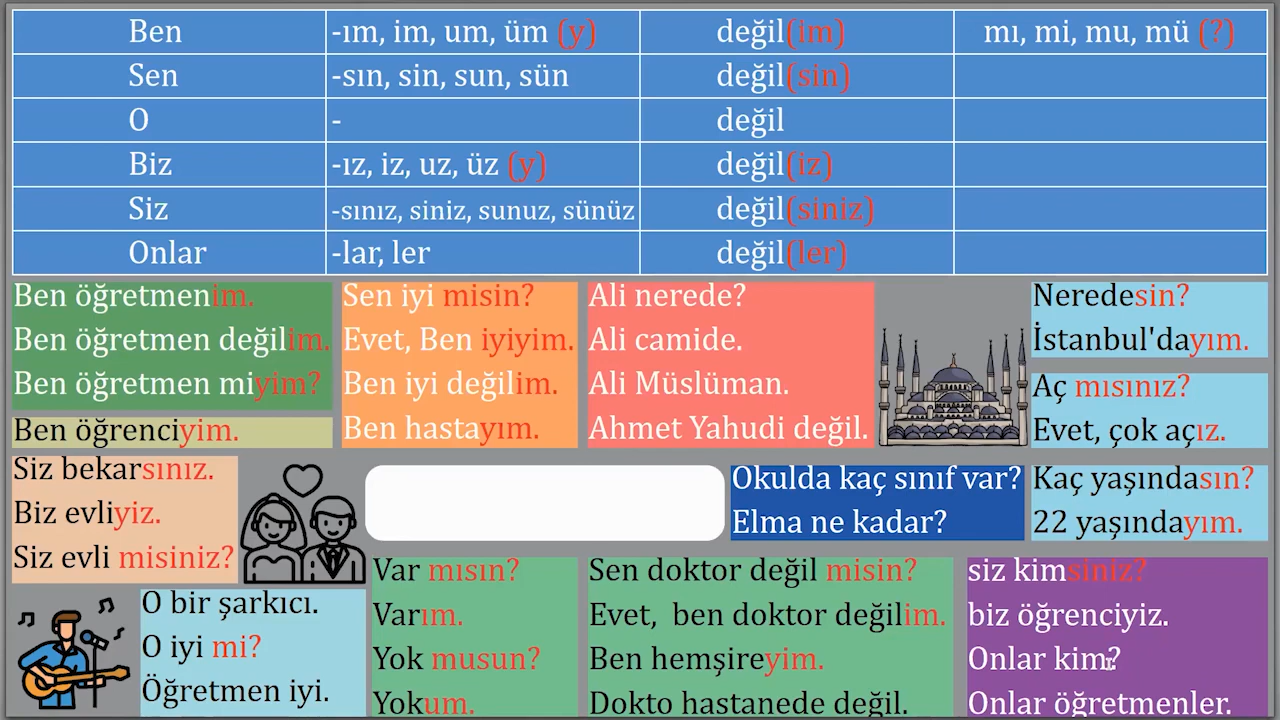 Ben -ım, im, um, üm (y) değil(im) mı, mi, mu, mü (?)
Sen -sın, sin, sun, sün değil(sin)
O - değil
Biz -ız, iz, uz, üz (y) değil(iz)
Siz -sınız, siniz, sunuz, sünüz değil(siniz)
Onlar -lar, ler değil(ler)
Ben öğretmenim.
Ben öğretmen değilim.
Ben öğretmen miyim?
Ben öğrenciyim.
Sen iyi misin?
Evet, Ben iyiyim.
Ben iyi değilim.
Ben hastayım.
Ali nerede?
Ali camide.
Ali Müslüman.
Ahmet Yahudi değil.
Neredesin?
İstanbul'dayım.
Aç mısınız?
Evet, çok açız.
Siz bekarsınız.
Biz evliyiz.
Siz evli misiniz?
Okulda kaç sınıf var?
Elma ne kadar?
Kaç yaşındasın?
22 yaşındayım.
O bir şarkıcı.
O iyi mi?
Öğretmen iyi.
Var mısın?
Varım.
Yok musun?
Yokum.
Sen doktor değil misin?
Evet, ben doktor değilim.
Ben hemşireyim.
Dokto hastanede değil.
siz kimsiniz?
biz öğrenciyiz.
Onlar kim?
Onlar öğretmenler.